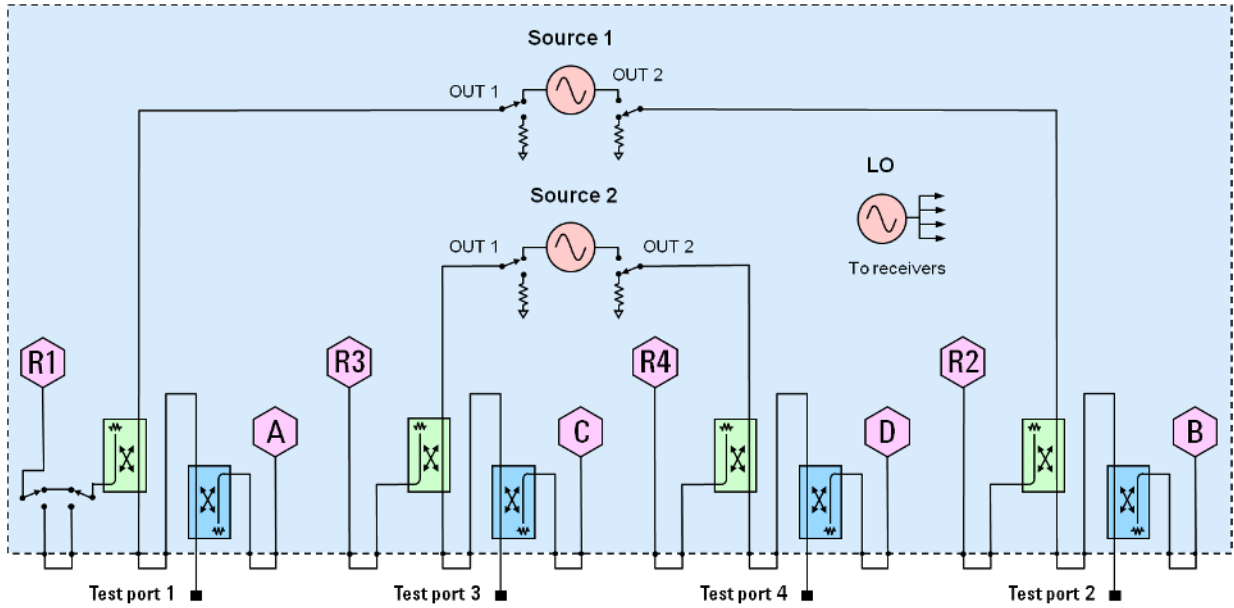 Source 1
OUT 1
OUT 2
LO
Source 2
OUT 1
OUT 2
To receivers
R1
R3
R4
R2
A
C
D
B
Test port 1
Test port 3
Test port 4
Test port 2